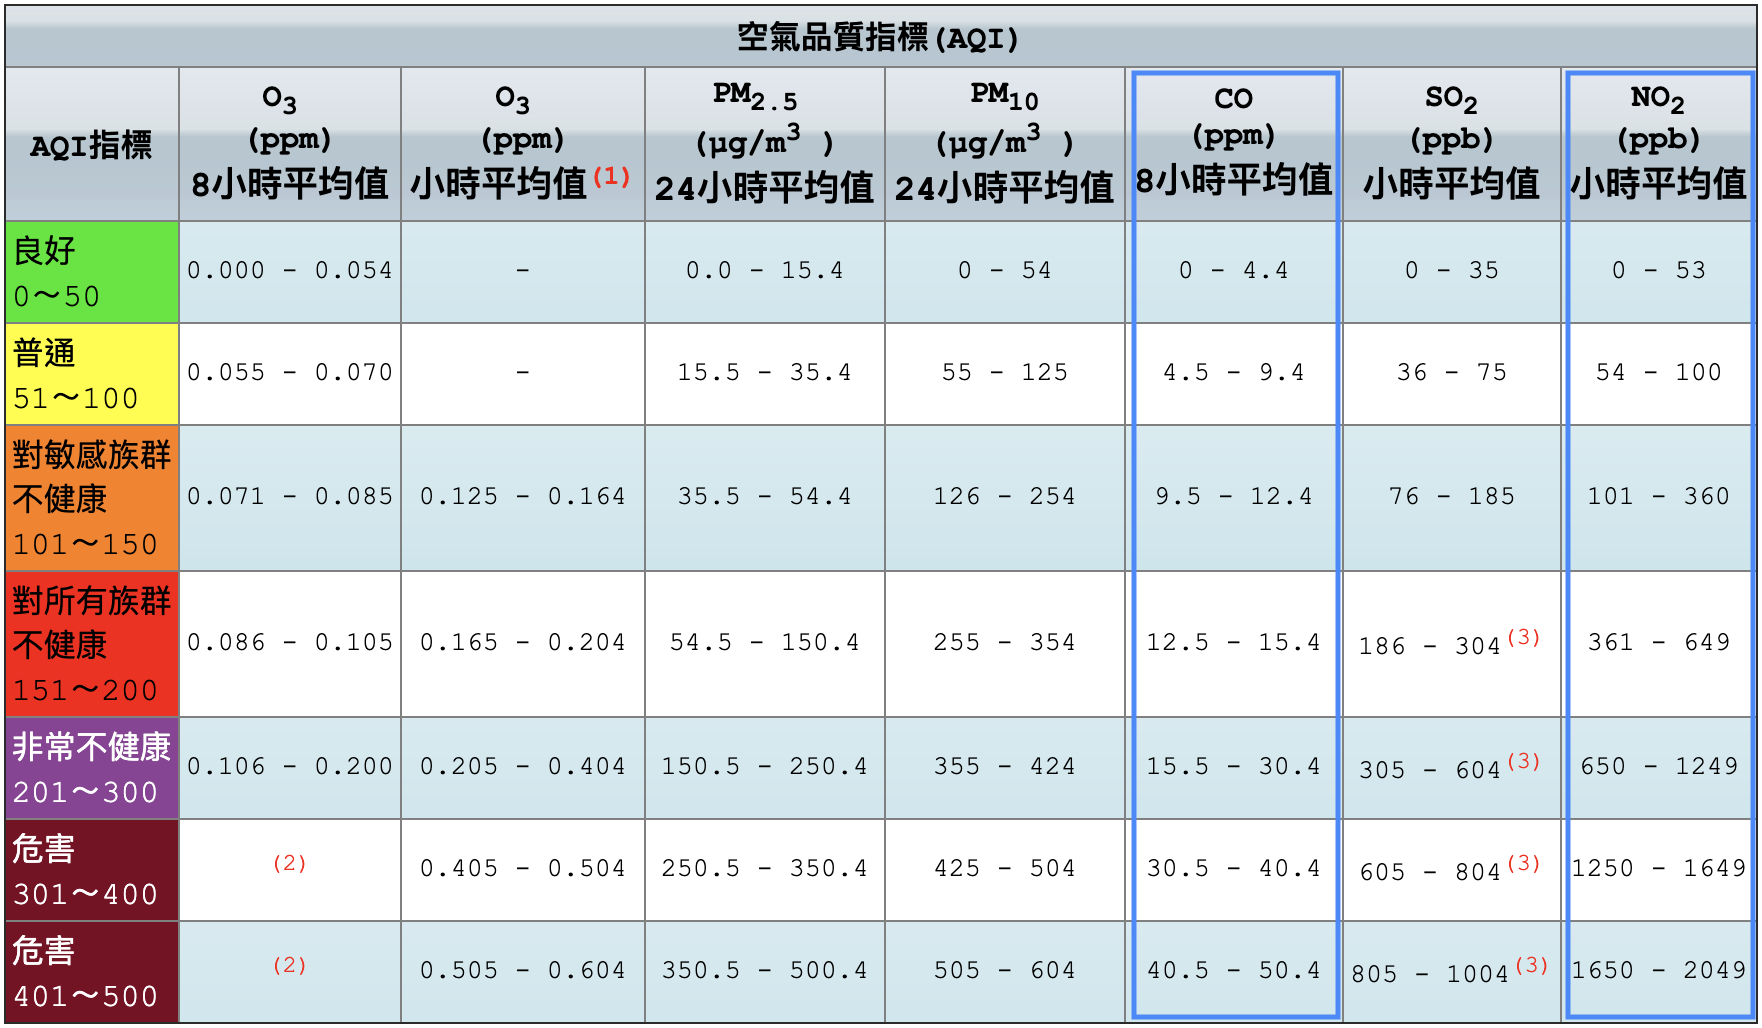 空氣品質指標(AQI)
AQI指標
O3
(ppm)
8小時平均值
O3
(ppm)
小時平均值(1)
PM2.5
(μg/m3 )
24小時平均值
PM10
(μg/m3 )
24小時平均值
CO
(ppm)
8小時平均值
SO2
(ppb)
小時平均值
NO2
(ppb)
小時平均值
良好
0～50
0.000 - 0.054
-
0.0 - 15.4
0 - 54
0 - 4.4
0 - 35
0 - 53
普通
51～100
0.055 - 0.070
-
15.5 - 35.4
55 - 125
4.5 - 9.4
36 - 75
54 - 100
對敏感族群
不健康
101～150
0.071 - 0.085
0.125 - 0.164
35.5 - 54.4
126 - 254
9.5 - 12.4
76 - 185
101 - 360
對所有族群
不健康
151～200
0.086 - 0.105
0.165 - 0.204
54.5 - 150.4
255 - 354
12.5 - 15.4
186 - 304(3)
361 - 649
非常不健康
201～300
0.106 - 0.200
0.205 - 0.404
150.5 - 250.4
355 - 424
15.5 - 30.4
305 - 604(3)
650 - 1249
危害
301～400
(2)
0.405 - 0.504
250.5 - 350.4
425 - 504
30.5 - 40.4
605 - 804(3)
1250 - 1649
危害
401～500
(2)
0.505 - 0.604
350.5 - 500.4
505 - 604
40.5 - 50.4
805 - 1004(3)
1650 - 2049